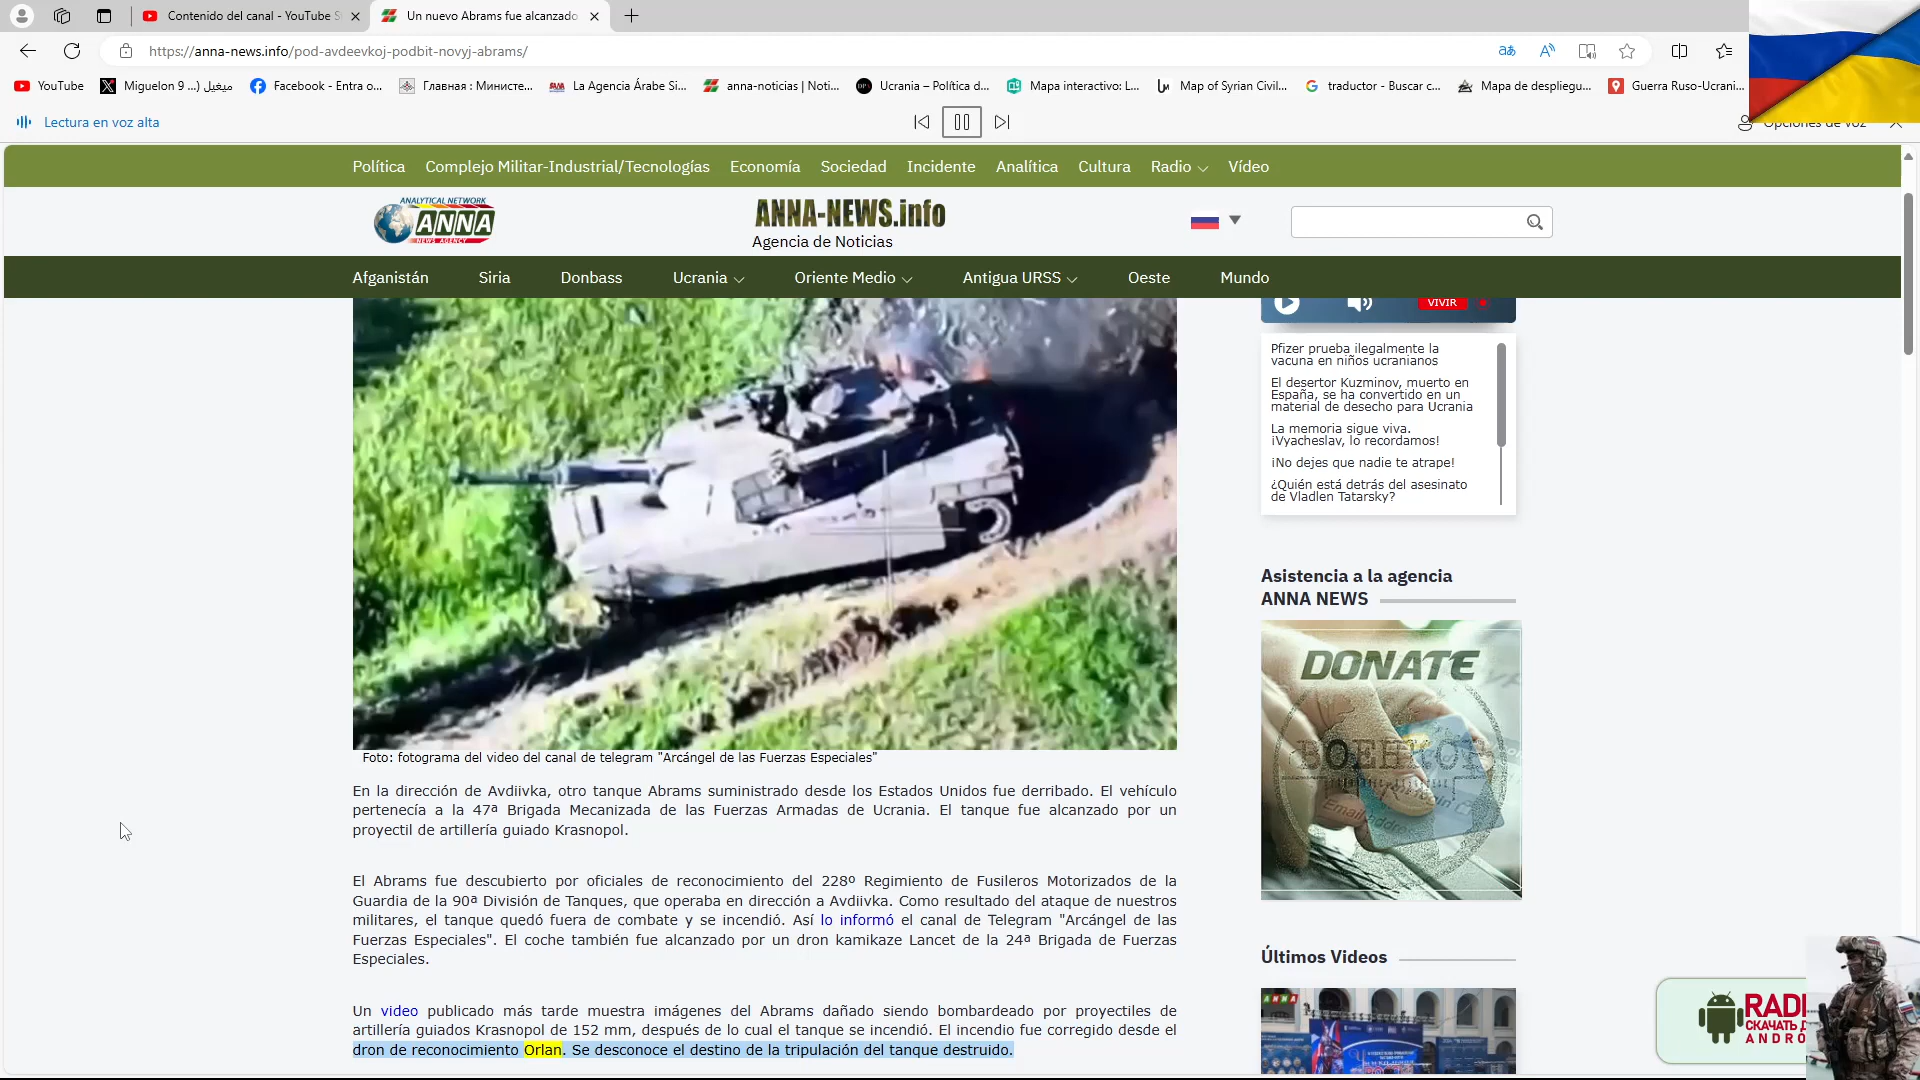 Contenido del canal - YouTube S
Un nuevo Abrams fue alcanzado
https://anna-news.info/pod-avdeevkoj-podbit-novyj-abrams/
YouTube
Miguelon 9 ...) ميغيل
Facebook - Entra o...
Главная : Министе...
La Agencia Árabe Si...
anna-noticias | Noti...
Ucrania – Política d...
Mapa interactivo: L...
Map of Syrian Civil...
traductor - Buscar c...
Mapa de despliegu...
Guerra Ruso-Ucrani...
Lectura en voz alta
Opciones de voz
Política Complejo Militar-Industrial/Tecnologías Economía Sociedad Incidente Analítica Cultura Radio Vídeo
ANALYTICAL NETWORK
ANNA
NEWS AGENCY
ANNA-NEWS.info
Agencia de Noticias
Afganistán Siria Donbass Ucrania Oriente Medio Antigua URSS Oeste Mundo
Foto: fotograma del video del canal de telegram "Arcángel de las Fuerzas Especiales"
En la dirección de Avdiivka, otro tanque Abrams suministrado desde los Estados Unidos fue derribado. El vehículo
pertenecía a la 47ª Brigada Mecanizada de las Fuerzas Armadas de Ucrania. El tanque fue alcanzado por un
proyectil de artillería guiado Krasnopol.
El Abrams fue descubierto por oficiales de reconocimiento del 228º Regimiento de Fusileros Motorizados de la
Guardia de la 90ª División de Tanques, que operaba en dirección a Avdiivka. Como resultado del ataque de nuestros
militares, el tanque quedó fuera de combate y se incendió. Así lo informó el canal de Telegram "Arcángel de las
Fuerzas Especiales". El coche también fue alcanzado por un dron kamikaze Lancet de la 24ª Brigada de Fuerzas
Especiales.
Un video publicado más tarde muestra imágenes del Abrams dañado siendo bombardeado por proyectiles de
artillería guiados Krasnopol de 152 mm, después de lo cual el tanque se incendió. El incendio fue corregido desde el
dron de reconocimiento Orlan. Se desconoce el destino de la tripulación del tanque destruido.
VIVIR
Pfizer prueba ilegalmente la
vacuna en niños ucranianos
El desertor Kuzminov, muerto en
España, se ha convertido en un
material de desecho para Ucrania
La memoria sigue viva.
¡Vyacheslav, lo recordamos!
¡No dejes que nadie te atrape!
¿Quién está detrás del asesinato
de Vladlen Tatarsky?
Asistencia a la agencia
ANNA NEWS
DONATE
Últimos Videos
ANNA
RADI
СКАЧАТЬ Д
ANDRO